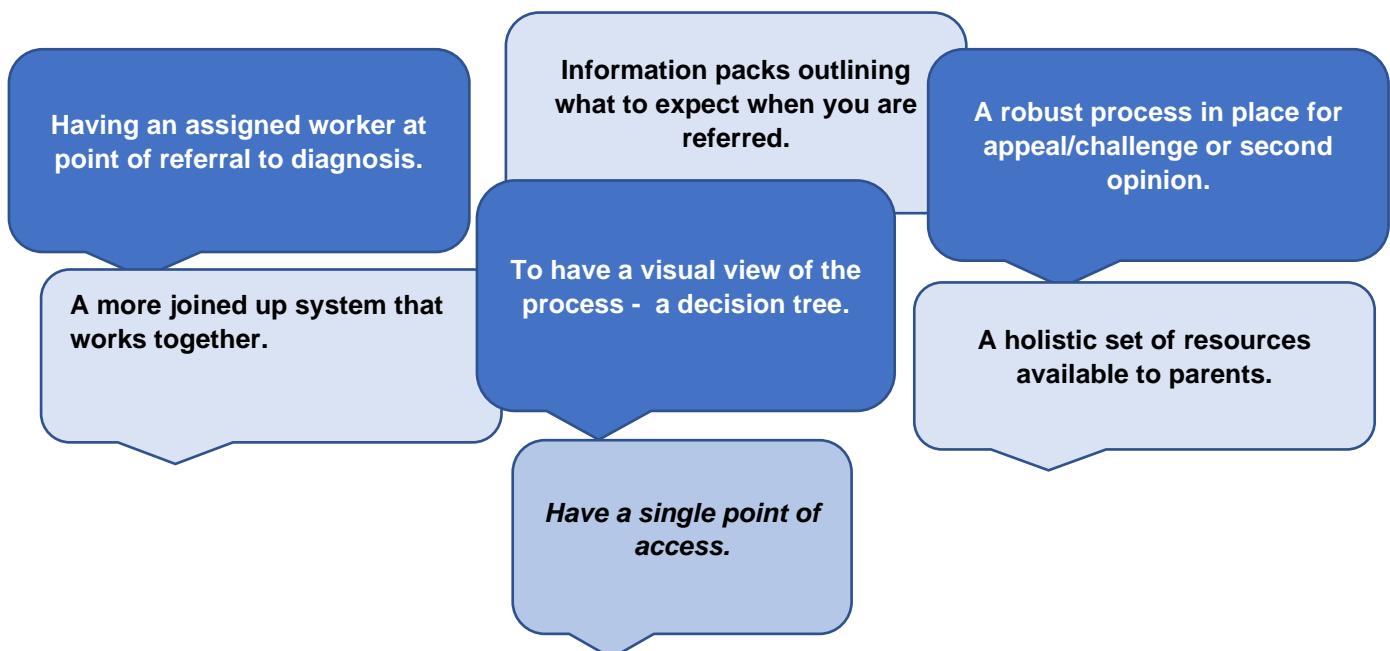 Having an assigned worker at
point of referral to diagnosis.
Information packs outlining
what to expect when you are
referred.
A robust process in place for
appeal/challenge or second
opinion.
A more joined up system that
works together.
To have a visual view of the
process -  a decision tree.
A holistic set of resources
available to parents.
Have a single point of
access.